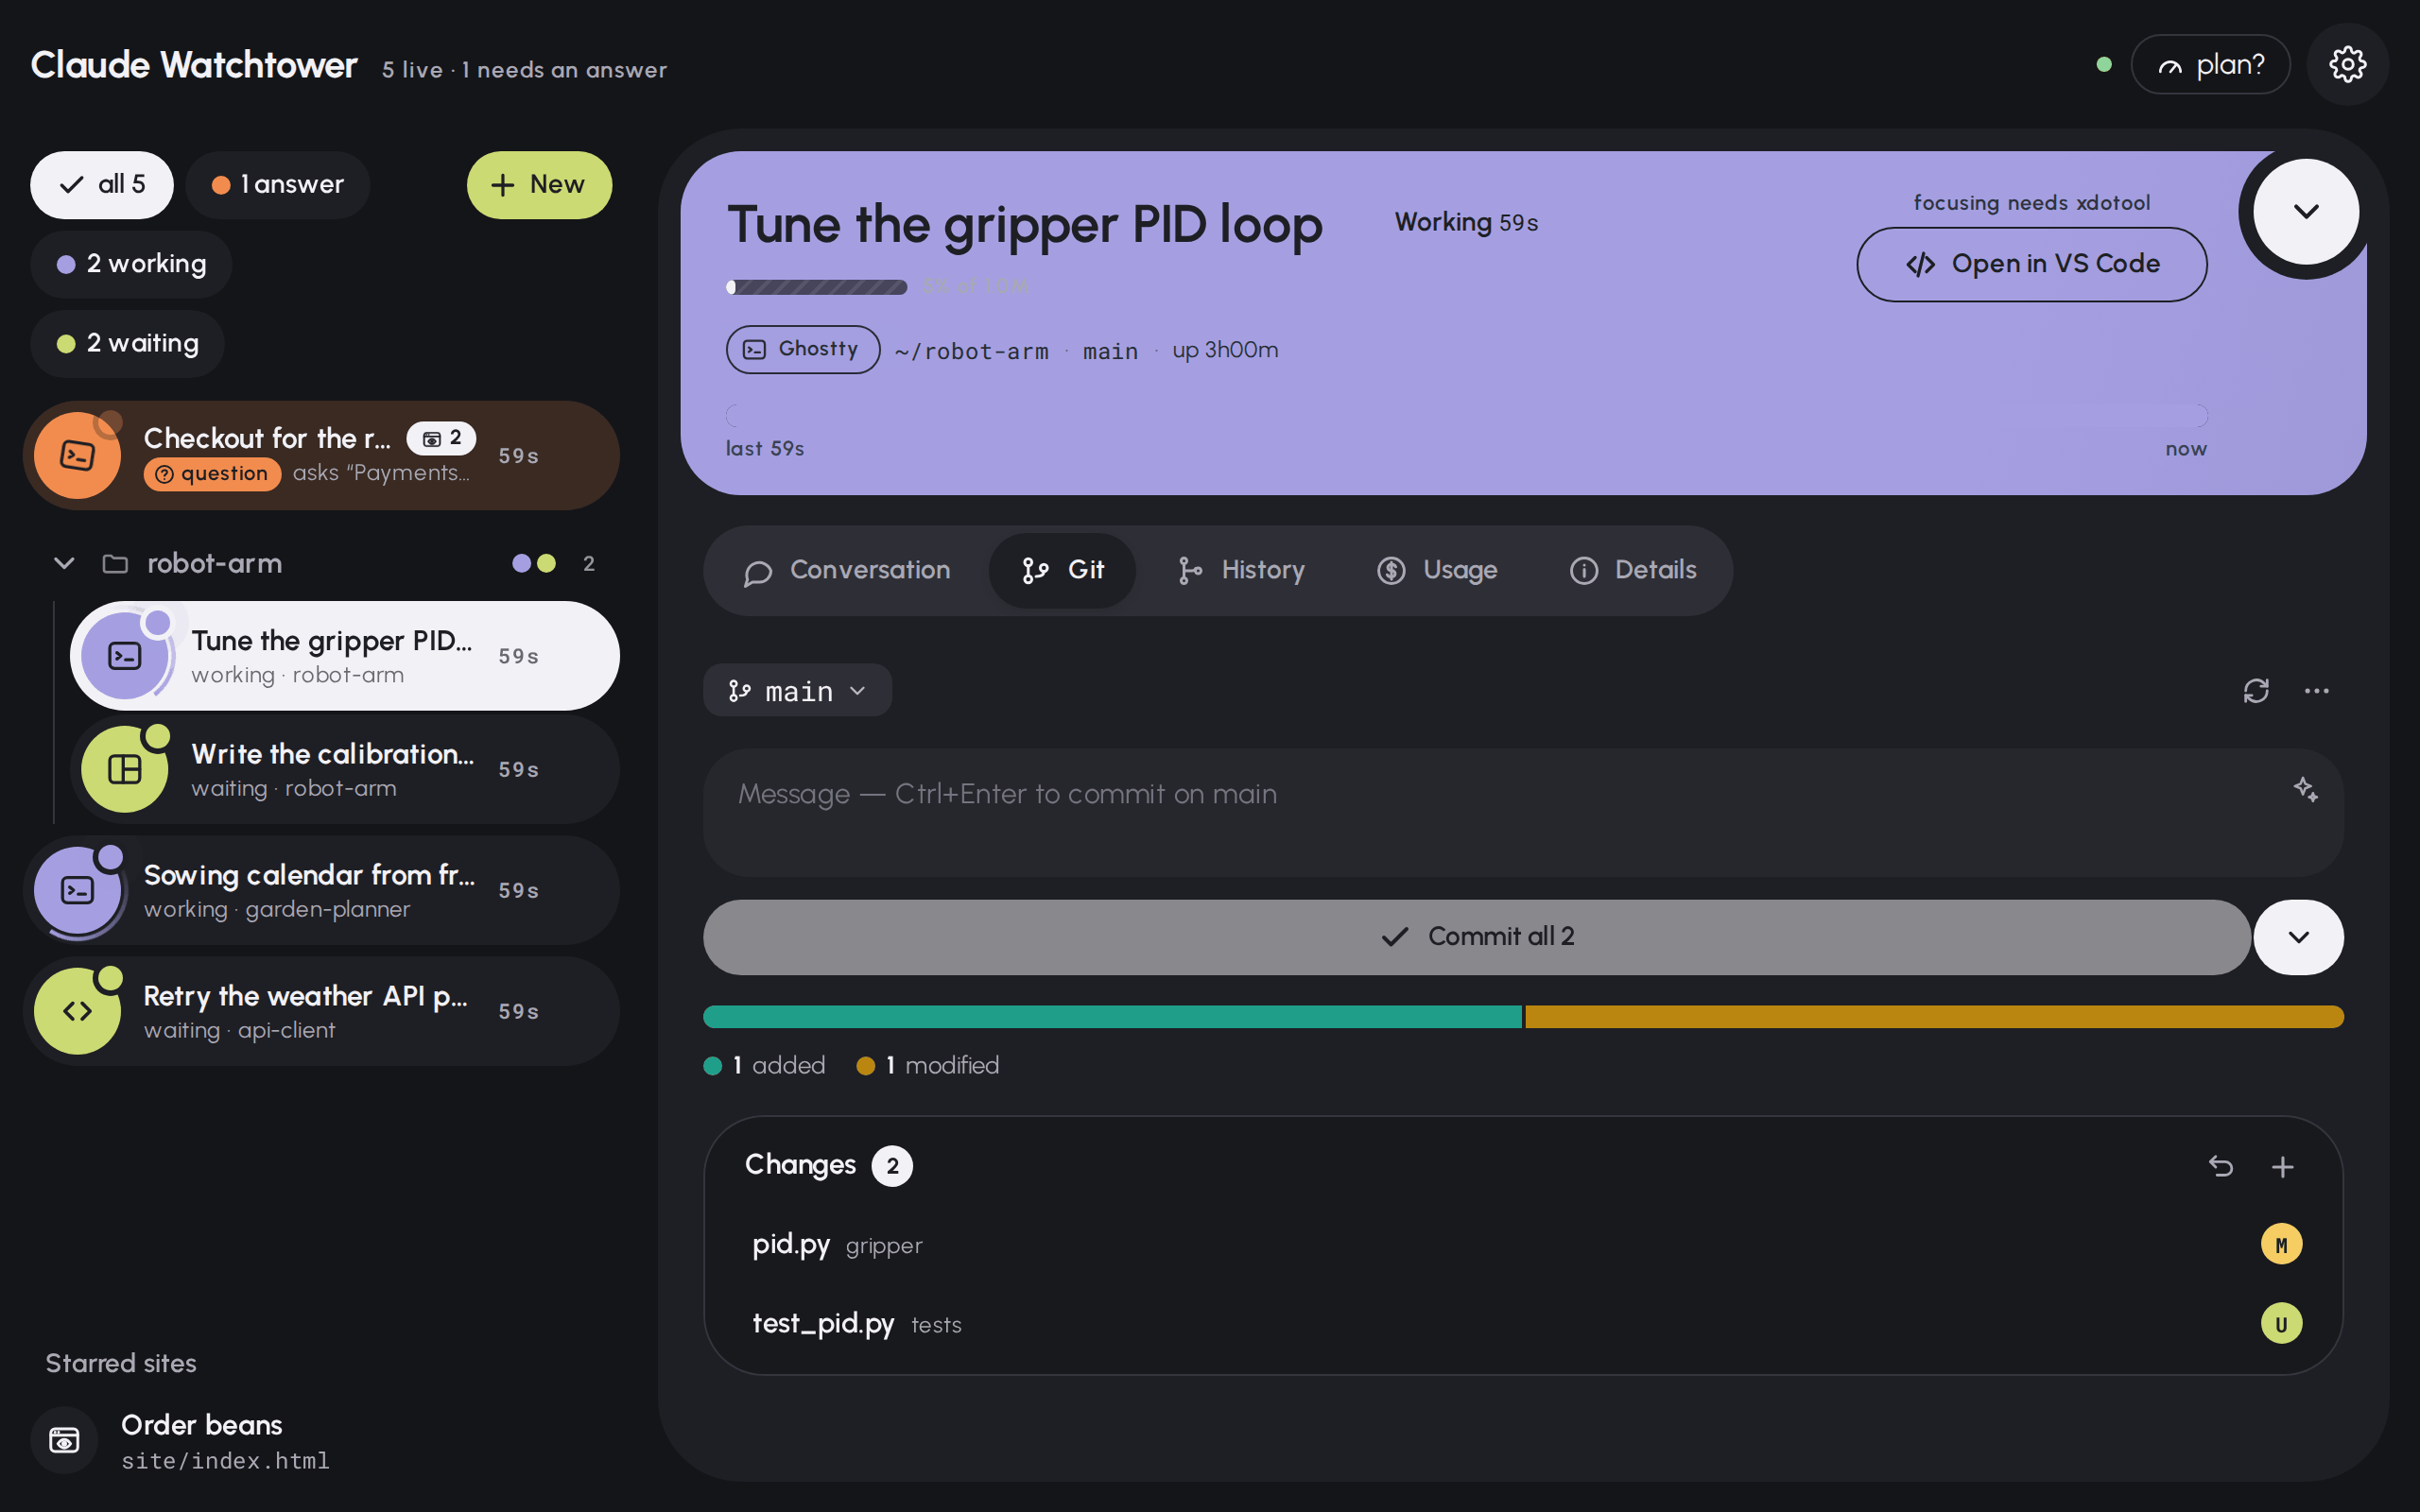 Claude Watchtower 5 live · 1 needs an answer
plan?
all 5
1 answer
New
2 working
2 waiting
Checkout for the r... 2
question asks “Payments...
59s
robot-arm 2
Tune the gripper PID...
working · robot-arm
59s
Write the calibration...
waiting · robot-arm
59s
Sowing calendar from fr...
working · garden-planner
59s
Retry the weather API p...
waiting · api-client
59s
Starred sites
Order beans
site/index.html
Tune the gripper PID loop
Working 59s
focusing needs xdotool
Open in VS Code
Ghostty ~/robot-arm · main · up 3h00m
last 59s
now
Conversation
Git
History
Usage
Details
main
Message — Ctrl+Enter to commit on main
Commit all 2
1 added 1 modified
Changes 2
pid.py gripper M
test_pid.py tests U